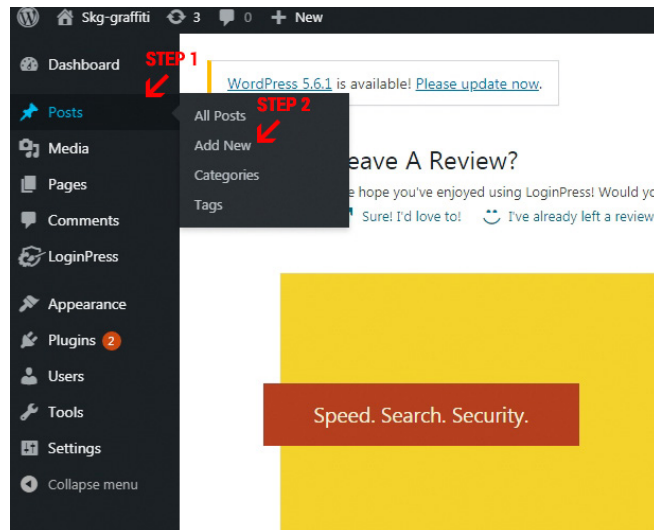 Skg-graffiti 3 0 + New
STEP 1
Dashboard
WordPress 5.6.1 is available! Please update now.
Posts
STEP 2
All Posts
Add New
Categories
Tags
Media
Pages
Comments
LoginPress
Appearance
Plugins 2
Users
Tools
Settings
Collapse menu
eave A Review?
e hope you've enjoyed using LoginPress! Would yo
Sure! I'd love to! I've already left a review
Speed. Search. Security.